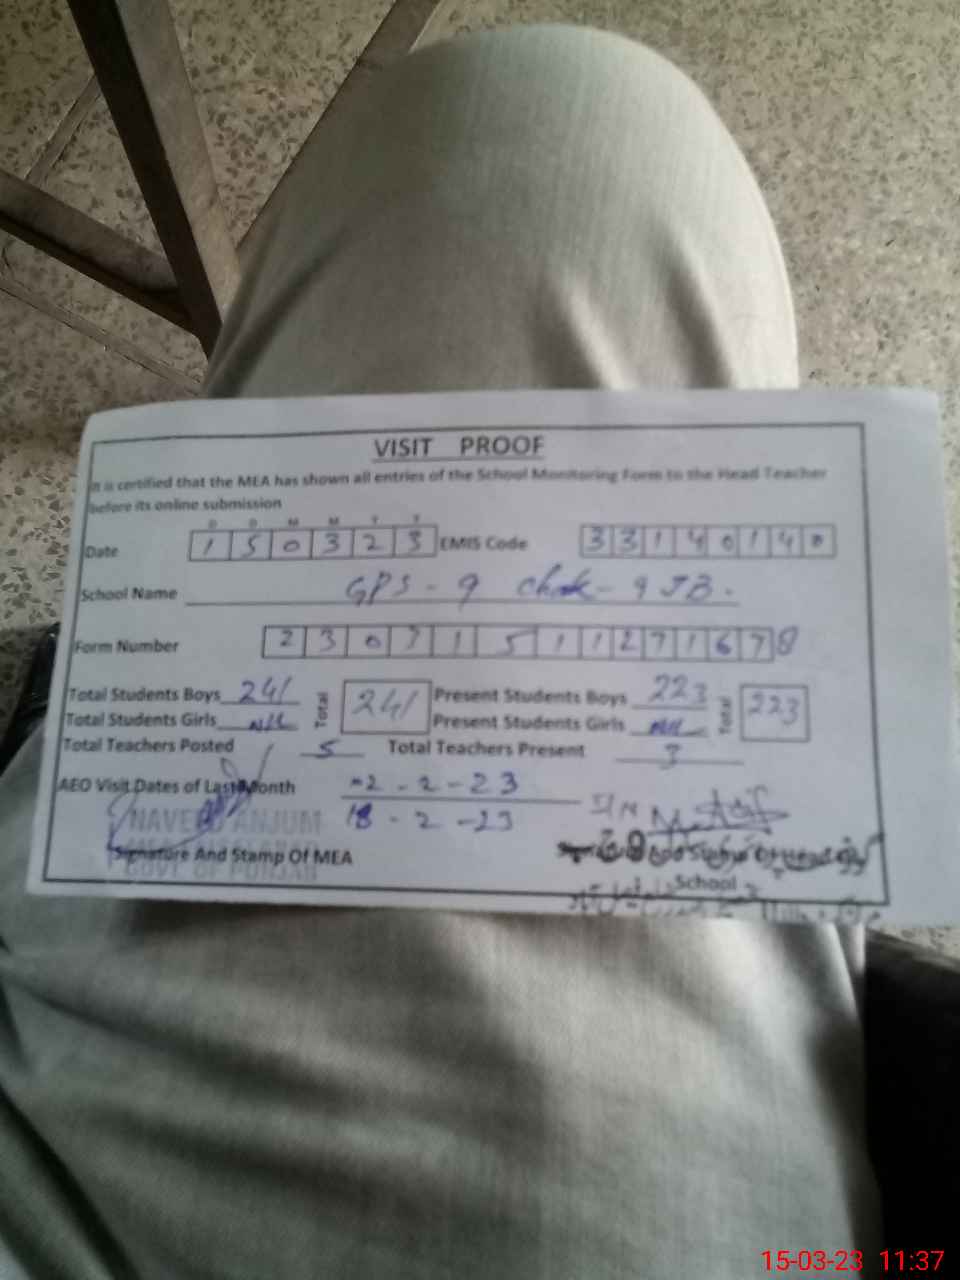 VISIT PROOF
It is certified that the MEA has shown all entries of the School Monitoring Form to the Head Teacher
before its online submission
D D M M Y Y
Date 1 5 0 3 2 3 EMIS Code 3 3 1 4 0 1 4 0
School Name GPS - 9 Chak - 9 JB.
Form Number 2 3 0 7 1 5 1 1 2 7 1 6 7 8
Total Students Boys 241 Total 241 Present Students Boys 223 Total 223
Total Students Girls Nil Present Students Girls Nil
Total Teachers Posted 5 Total Teachers Present 3
AEO Visit Dates of Last Month 2 - 2 - 23
18 - 2 - 23
NAVEED ANJUM
Signature And Stamp Of MEA
GOVT. OF PUNJAB
School
15-03-23 11:37